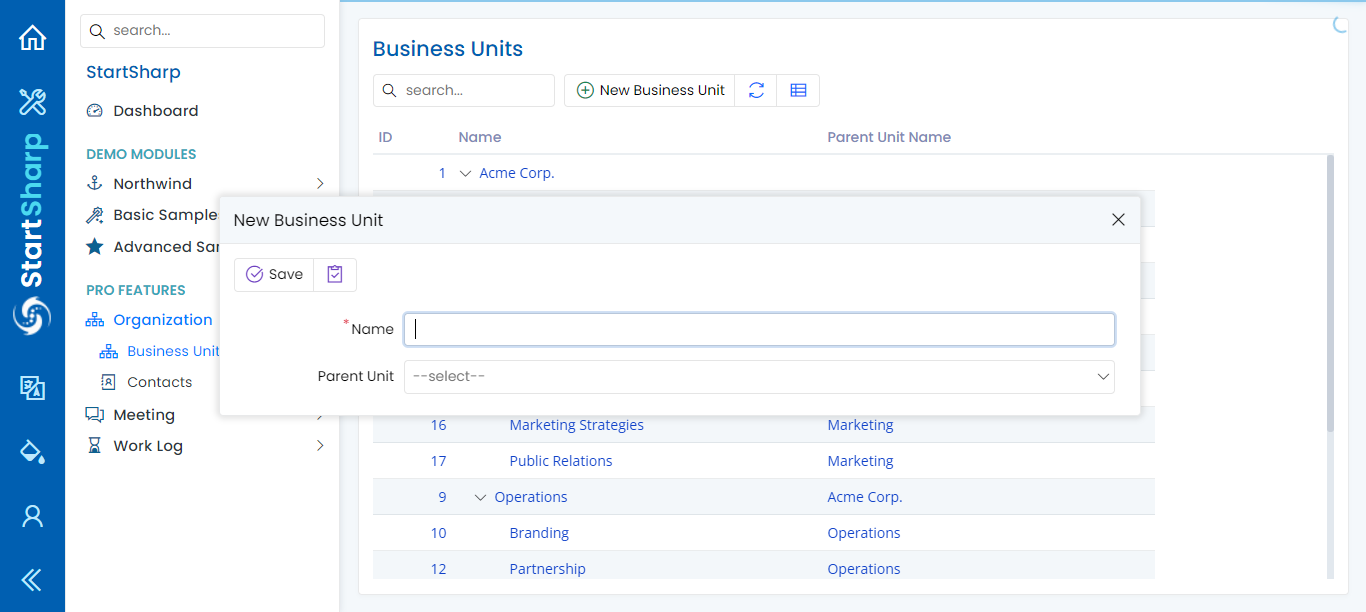 StartSharp
search...
StartSharp
Dashboard
DEMO MODULES
Northwind
Basic Sample
Advanced Sar
PRO FEATURES
Organization
Business Unit
Contacts
Meeting
Work Log
Business Units
search...
New Business Unit
ID Name Parent Unit Name
1 Acme Corp.
New Business Unit
Save
* Name
Parent Unit --select--
16 Marketing Strategies Marketing
17 Public Relations Marketing
9 Operations Acme Corp.
10 Branding Operations
12 Partnership Operations